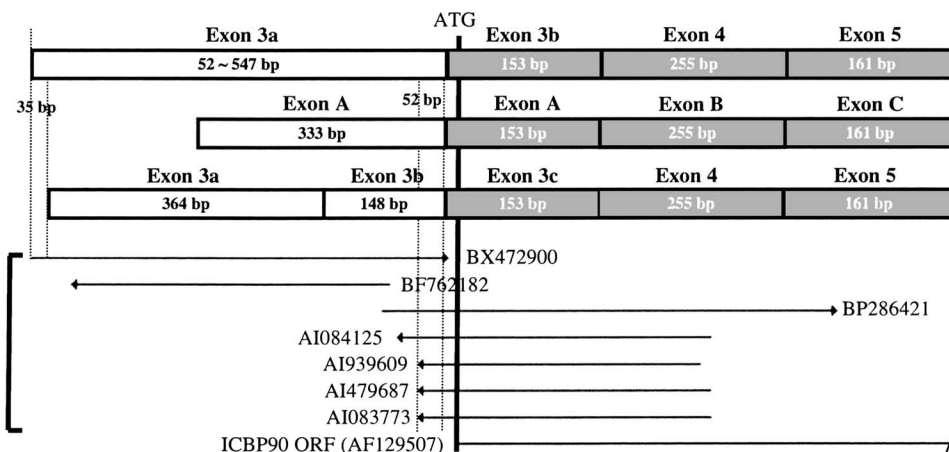 ATG
Exon 3a Exon 3b Exon 4 Exon 5
52 ~ 547 bp 153 bp 255 bp 161 bp
35 bp 52 bp
Exon A Exon A Exon B Exon C
333 bp 153 bp 255 bp 161 bp
Exon 3a Exon 3b Exon 3c Exon 4 Exon 5
364 bp 148 bp 153 bp 255 bp 161 bp
BX472900
BF762182
BP286421
AI084125
AI939609
AI479687
AI083773
ICBP90 ORF (AF129507)